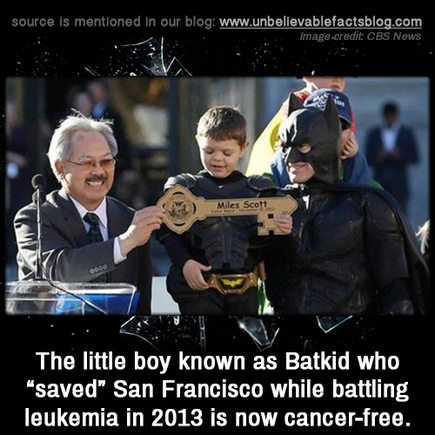 source is mentioned in our blog: www.unbelievablefactsblog.com
Image credit: CBS News
Miles Scott
The little boy known as Batkid who
“saved” San Francisco while battling
leukemia in 2013 is now cancer-free.